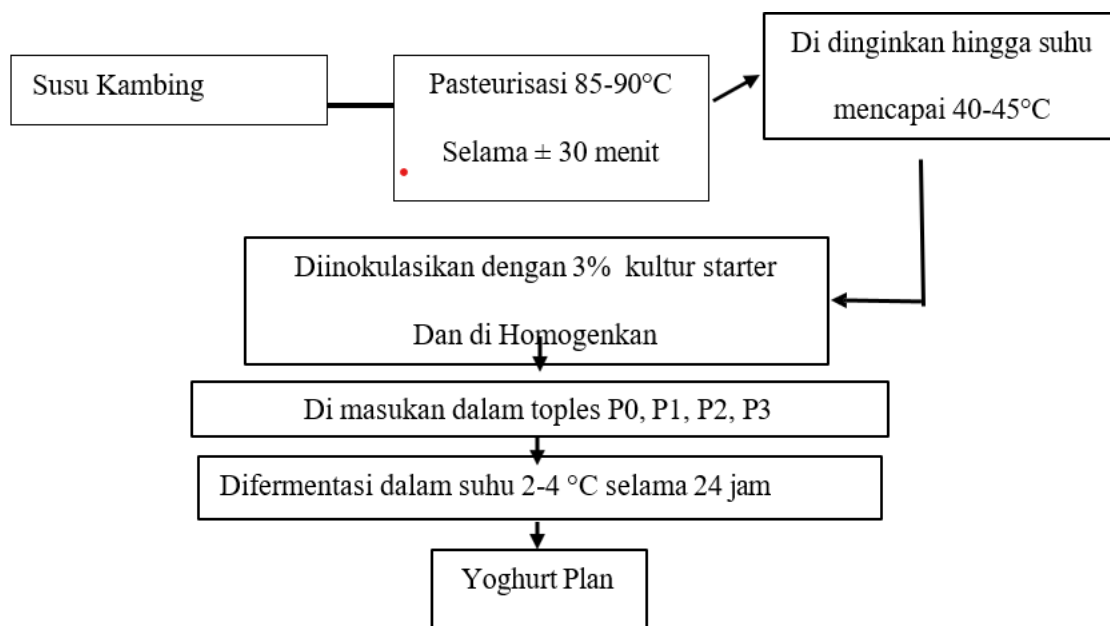 Susu Kambing
Pasteurisasi 85-90°C
Selama ± 30 menit
Di dinginkan hingga suhu
mencapai 40-45°C
Diinokulasikan dengan 3% kultur starter
Dan di Homogenkan
Di masukan dalam toples P0, P1, P2, P3
Difermentasi dalam suhu 2-4 °C selama 24 jam
Yoghurt Plan